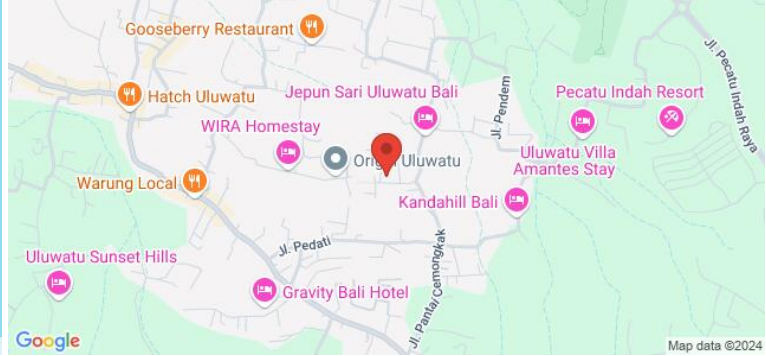 Gooseberry Restaurant
Jl. Pecatu Indah Raya
Hatch Uluwatu
Jepun Sari Uluwatu Bali
Jl. Pendem
Pecatu Indah Resort
WIRA Homestay
Uluwatu
Uluwatu Villa
Amantes Stay
Warung Local
Kandahill Bali
Jl. Pedati
Jl. Pantai Cemongkak
Uluwatu Sunset Hills
Gravity Bali Hotel
Google
Map data ©2024